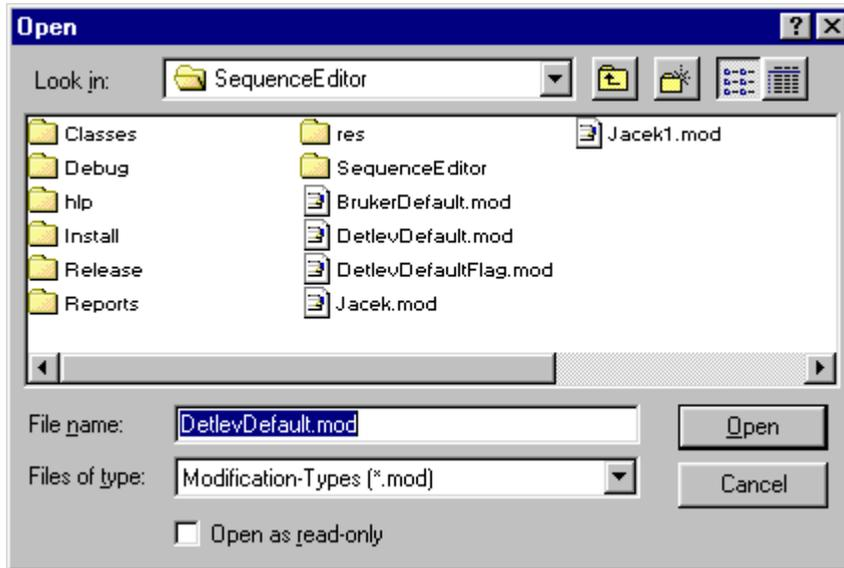 Open
Look in: SequenceEditor
Classes res Jacek1.mod
Debug SequenceEditor
hlp BrukerDefault.mod
Install DetlevDefault.mod
Release DetlevDefaultFlag.mod
Reports Jacek.mod
File name: DetlevDefault.mod Open
Files of type: Modification-Types (*.mod) Cancel
Open as read-only